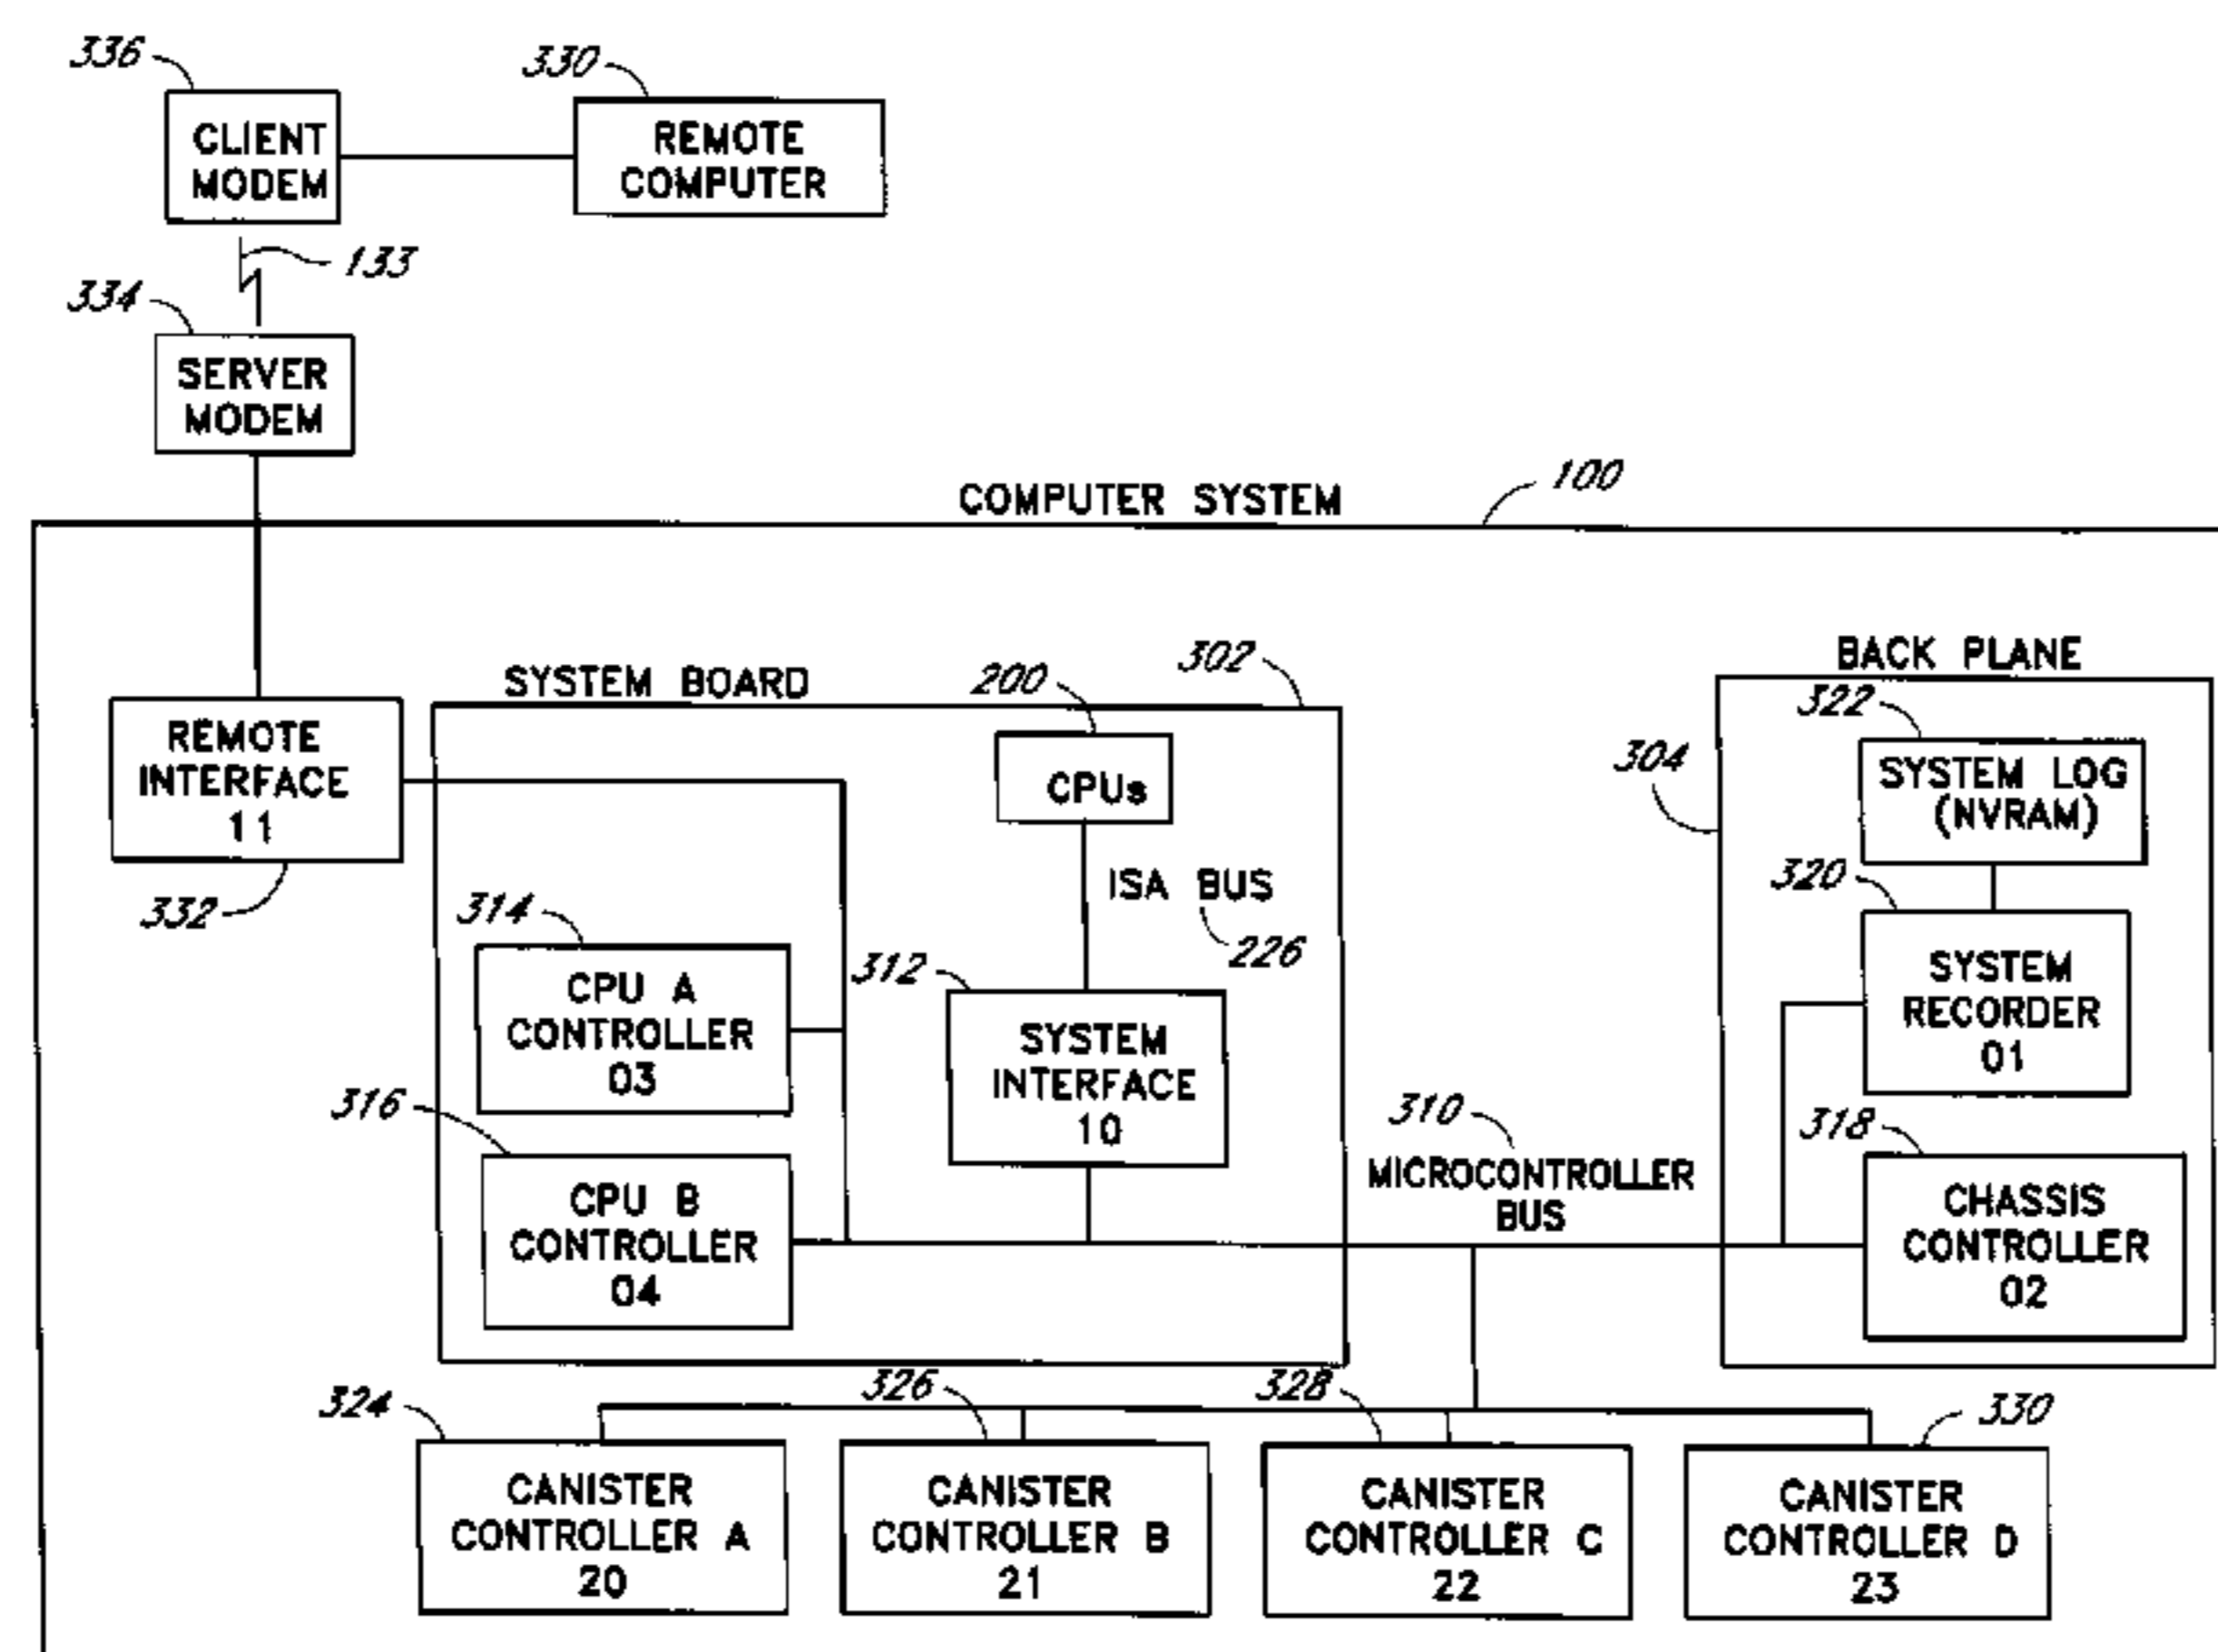 336
330
CLIENT
MODEM
REMOTE
COMPUTER
133
334
SERVER
MODEM
COMPUTER SYSTEM
100
SYSTEM BOARD
302
BACK PLANE
200
322
REMOTE
INTERFACE
11
332
CPUs
304
SYSTEM LOG
(NVRAM)
ISA BUS
226
320
314
CPU A
CONTROLLER
03
312
SYSTEM
INTERFACE
10
SYSTEM
RECORDER
01
316
CPU B
CONTROLLER
04
310
MICROCONTROLLER
BUS
318
CHASSIS
CONTROLLER
02
324
326
328
330
CANISTER
CONTROLLER A
20
CANISTER
CONTROLLER B
21
CANISTER
CONTROLLER C
22
CANISTER
CONTROLLER D
23